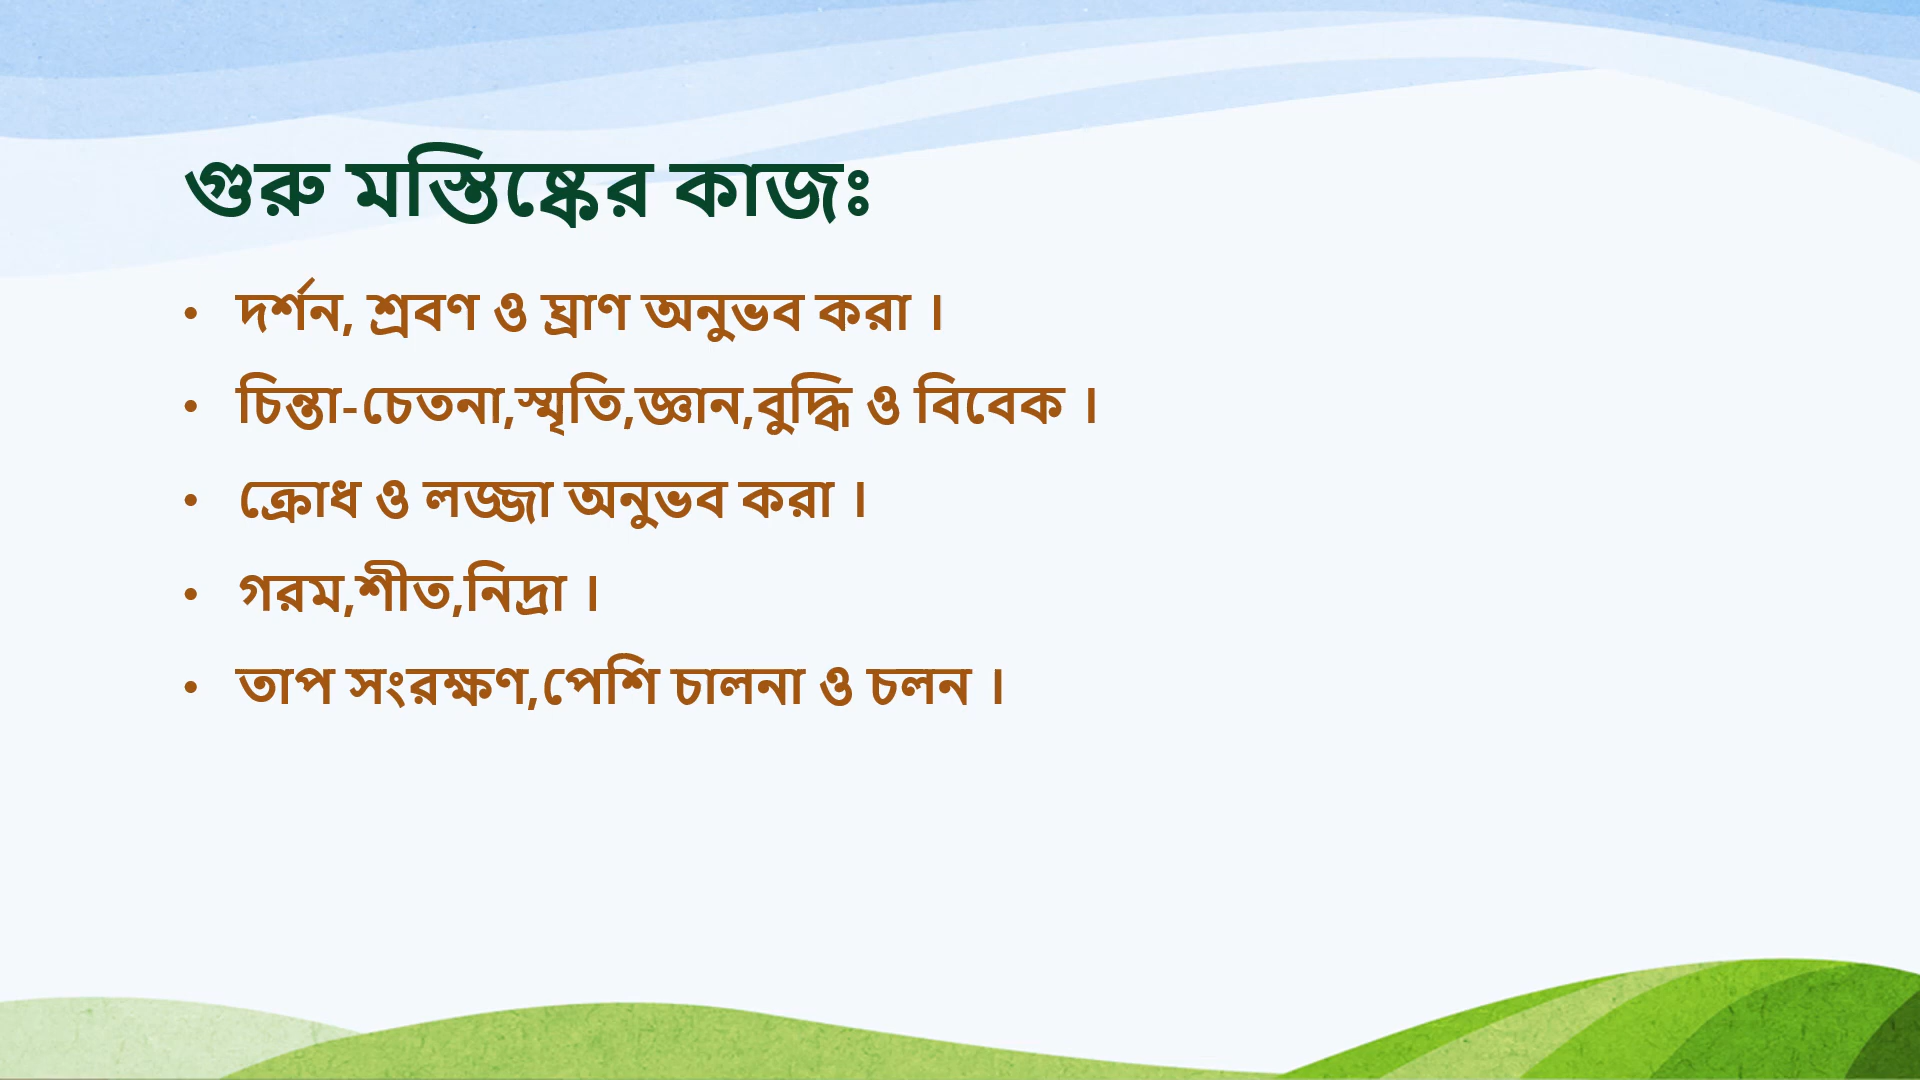 গুরু মস্তিষ্কের কাজঃ
• দর্শন, শ্রবণ ও ঘ্রাণ অনুভব করা ।
• চিন্তা-চেতনা,স্মৃতি,জ্ঞান,বুদ্ধি ও বিবেক ।
• ক্রোধ ও লজ্জা অনুভব করা ।
• গরম,শীত,নিদ্রা ।
• তাপ সংরক্ষণ,পেশি চালনা ও চলন ।